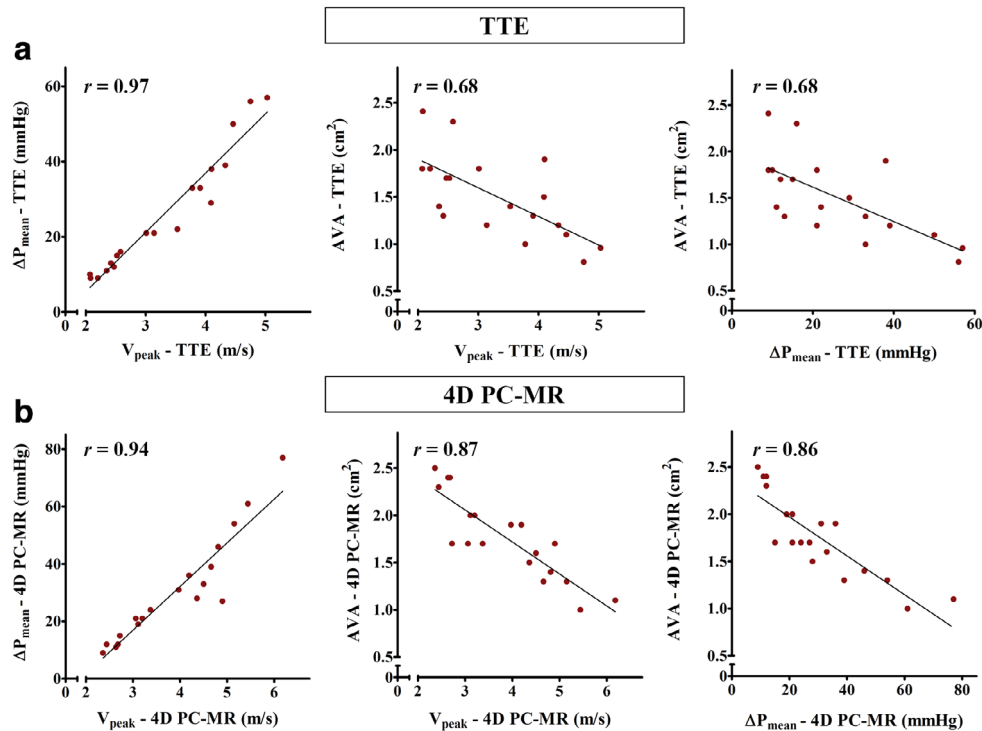 TTE
a
r = 0.97
r = 0.68
r = 0.68
ΔPmean - TTE (mmHg)
60
40
20
0
0 2 3 4 5
Vpeak - TTE (m/s)
AVA - TTE (cm²)
2.5
2.0
1.5
1.0
0.5
0
0 2 3 4 5
Vpeak - TTE (m/s)
AVA - TTE (cm²)
2.5
2.0
1.5
1.0
0.5
0
0 20 40 60
ΔPmean - TTE (mmHg)
4D PC-MR
b
r = 0.94
r = 0.87
r = 0.86
ΔPmean - 4D PC-MR (mmHg)
80
60
40
20
0
0 2 3 4 5 6
Vpeak - 4D PC-MR (m/s)
AVA - 4D PC-MR (cm²)
2.5
2.0
1.5
1.0
0.5
0
0 2 3 4 5 6
Vpeak - 4D PC-MR (m/s)
AVA - 4D PC-MR (cm²)
2.5
2.0
1.5
1.0
0.5
0
0 20 40 60 80
ΔPmean - 4D PC-MR (mmHg)